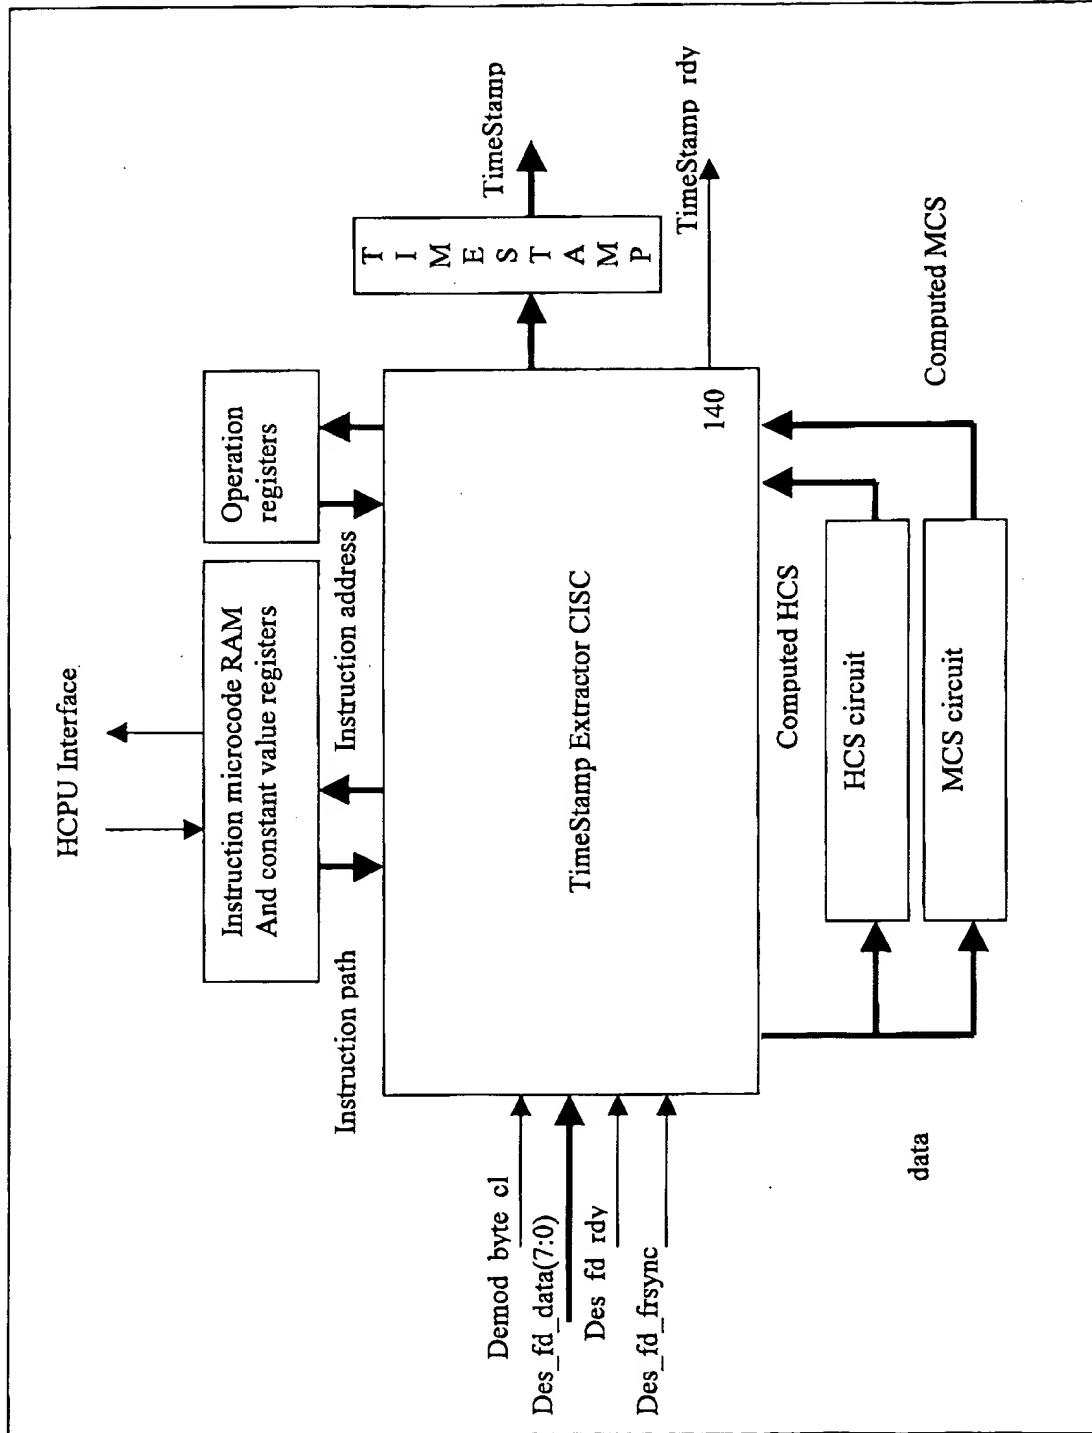 HCPU Interface
Instruction microcode RAM
And constant value registers
Operation
registers
Instruction path
Instruction address
Demod byte cl
Des_fd_data(7:0)
Des fd rdy
Des_fd_frsync
TimeStamp Extractor CISC
140
TIMESTAMP
TimeStamp
TimeStamp rdy
data
Computed HCS
HCS circuit
MCS circuit
Computed MCS